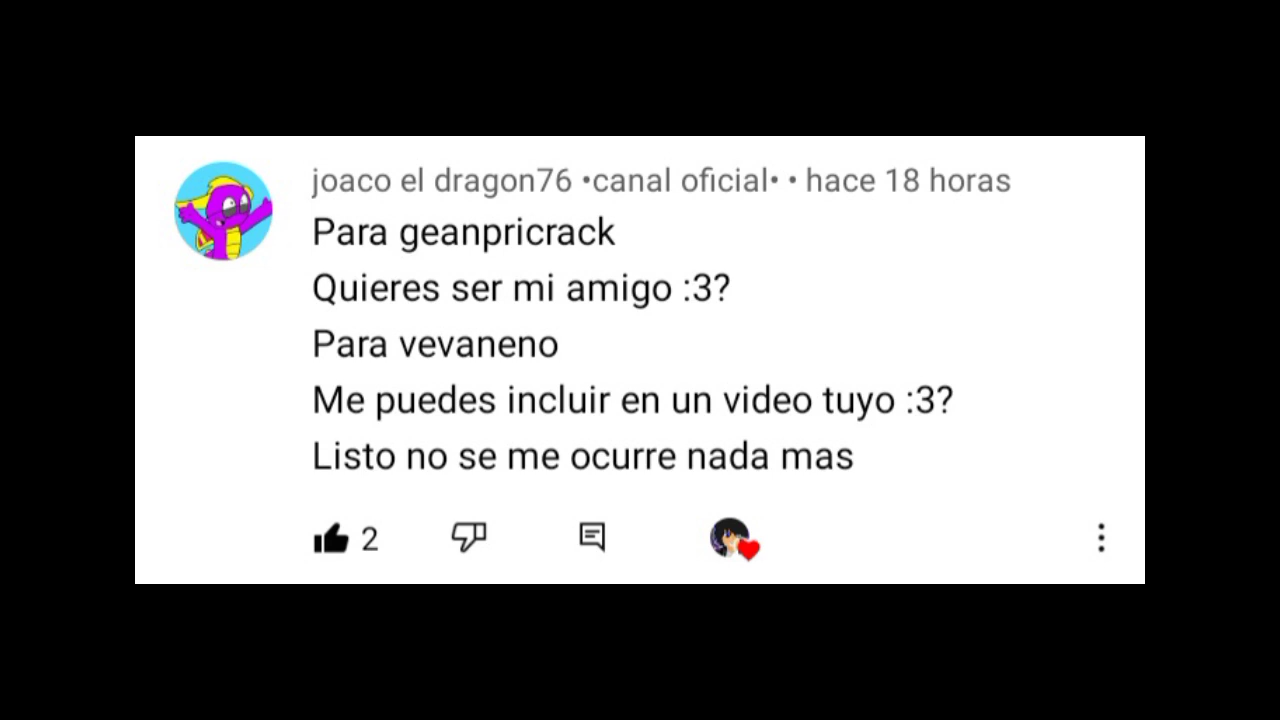 joaco el dragon76 •canal oficial• • hace 18 horas
Para geanpricrack
Quieres ser mi amigo :3?
Para vevaneno
Me puedes incluir en un video tuyo :3?
Listo no se me ocurre nada mas
2